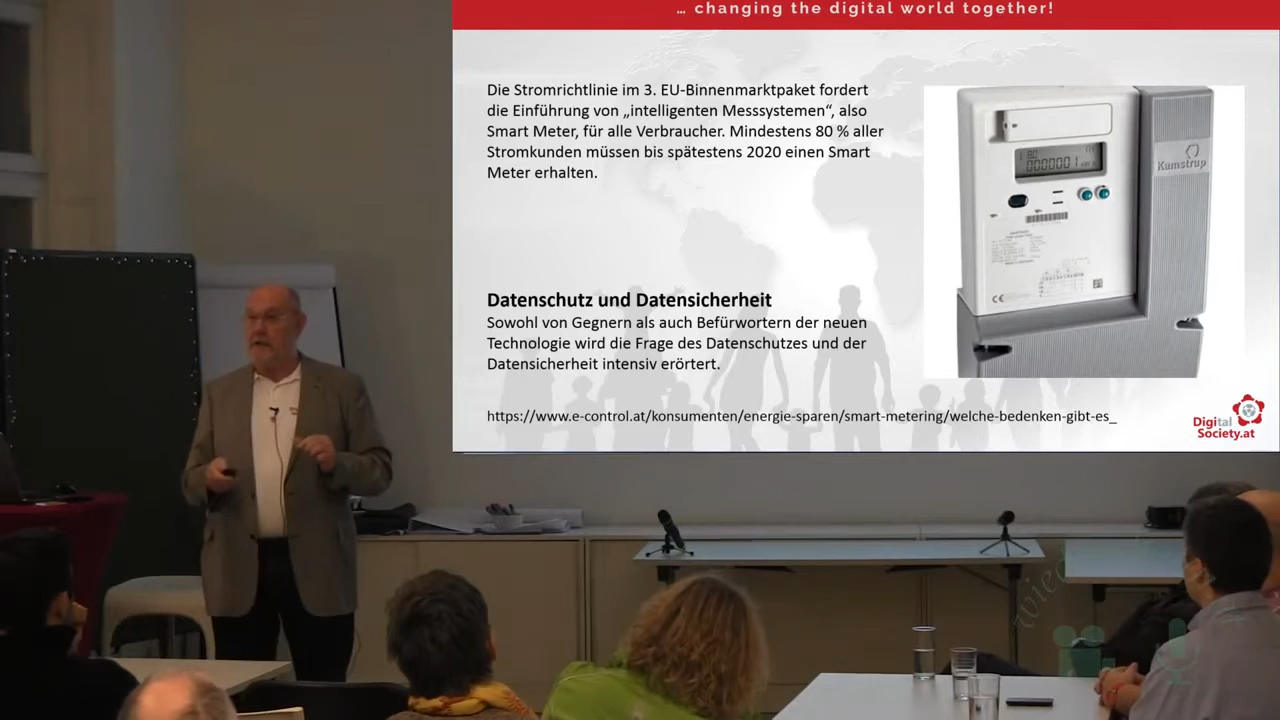 … changing the digital world together!
Die Stromrichtlinie im 3. EU-Binnenmarktpaket fordert
die Einführung von „intelligenten Messsystemen“, also
Smart Meter, für alle Verbraucher. Mindestens 80 % aller
Stromkunden müssen bis spätestens 2020 einen Smart
Meter erhalten.
Kamstrup
Datenschutz und Datensicherheit
Sowohl von Gegnern als auch Befürwortern der neuen
Technologie wird die Frage des Datenschutzes und der
Datensicherheit intensiv erörtert.
https://www.e-control.at/konsumenten/energie-sparen/smart-metering/welche-bedenken-gibt-es_
Digital
Society.at